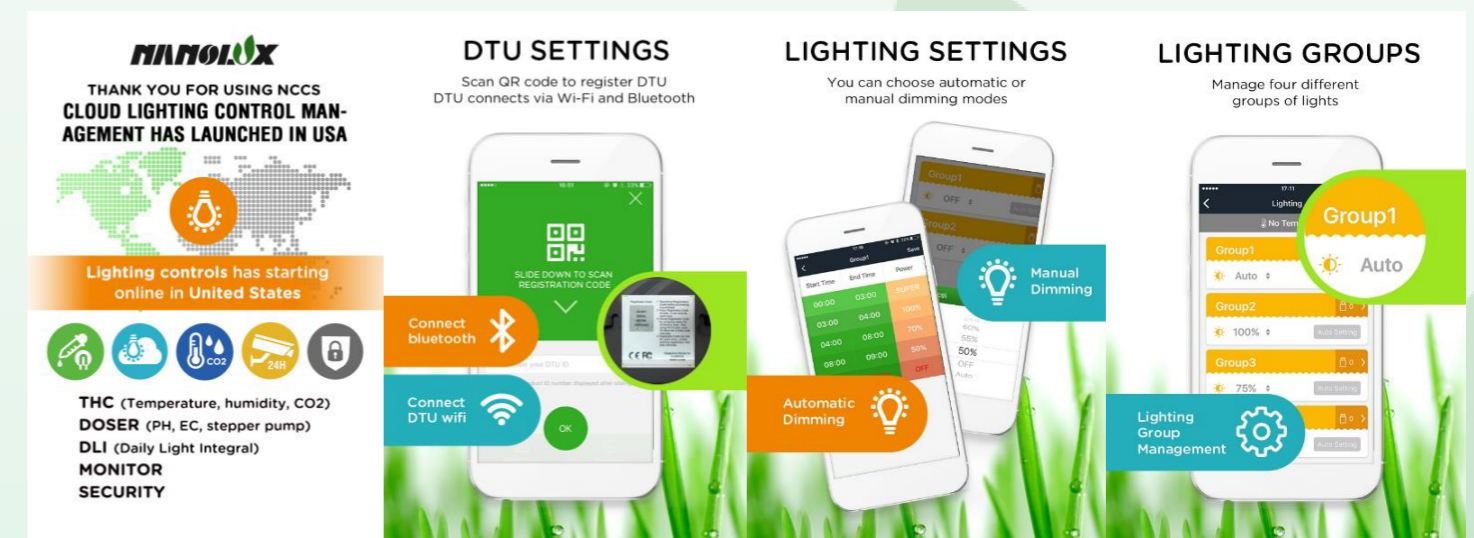 NANOLUX
THANK YOU FOR USING NCCS
CLOUD LIGHTING CONTROL MAN-
AGEMENT HAS LAUNCHED IN USA
Lighting controls has starting
online in United States
CO2
24H
THC (Temperature, humidity, CO2)
DOSER (PH, EC, stepper pump)
DLI (Daily Light Integral)
MONITOR
SECURITY
DTU SETTINGS
Scan QR code to register DTU
DTU connects via Wi-Fi and Bluetooth
SLIDE DOWN TO SCAN
REGISTRATION CODE
Connect
bluetooth
your DTU ID
Connect
DTU wifi
OK
LIGHTING SETTINGS
You can choose automatic or
manual dimming modes
Group1
OFF
Group2
OFF
Group1
Save
Start Time End Time Power
00:00 03:00 SUPER
03:00 04:00 100%
04:00 08:00 70%
08:00 09:00 50%
OFF
Manual
Dimming
60%
55%
50%
OFF
Auto
Automatic
Dimming
LIGHTING GROUPS
Manage four different
groups of lights
17:11
Lighting
No Tem
Group1
Auto
Group1
Auto
Group2 0
100% Auto Setting
Group3 0
75% Auto Setting
0
Auto Setting
Lighting
Group
Management